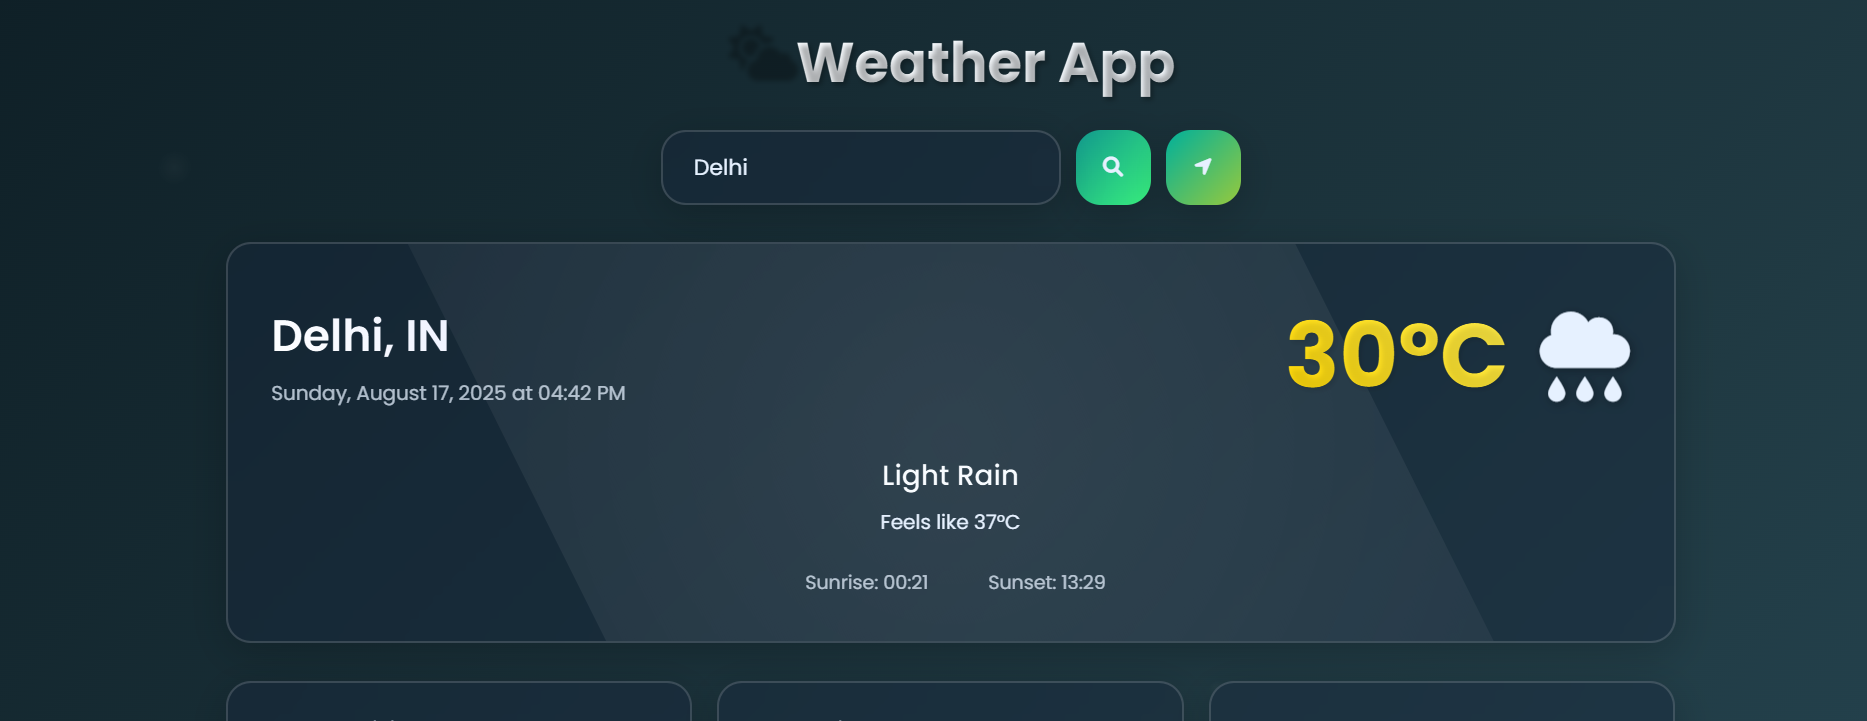 Weather App
Delhi
Delhi, IN
30°C
Sunday, August 17, 2025 at 04:42 PM
Light Rain
Feels like 37°C
Sunrise: 00:21 Sunset: 13:29